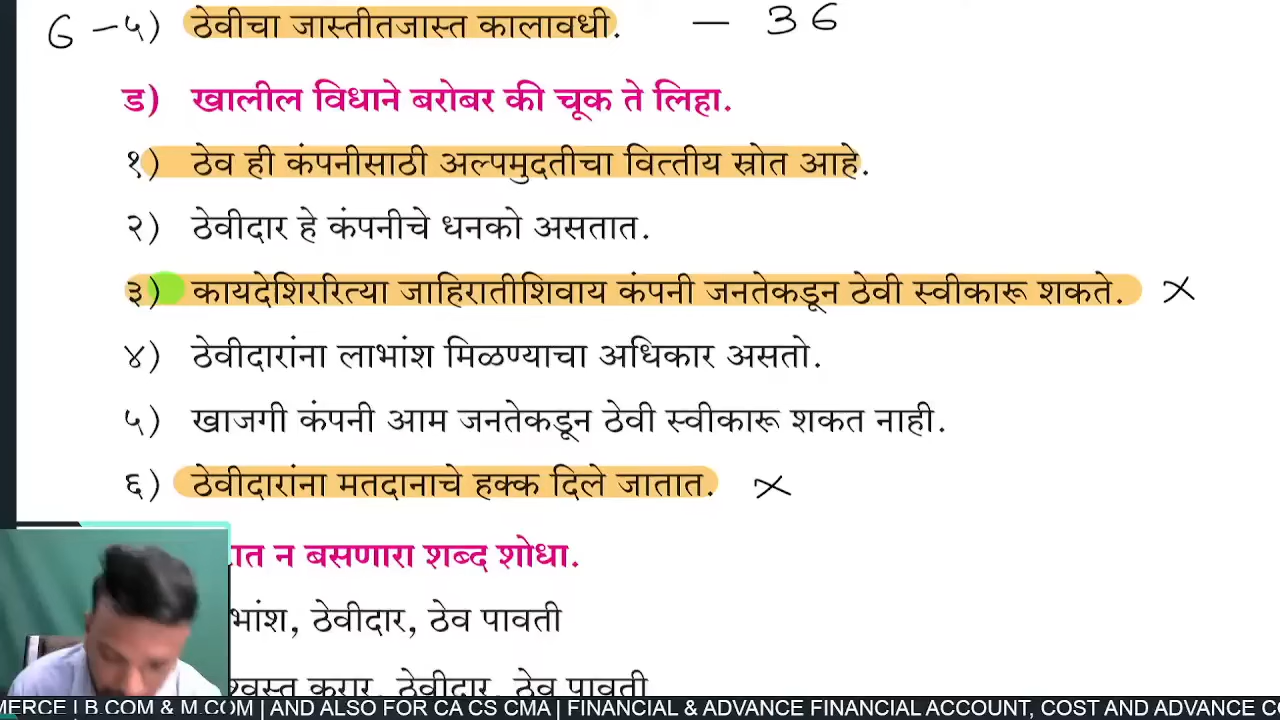 6 – ५) ठेवीचा जास्तीतजास्त कालावधी. — 36
ड) खालील विधाने बरोबर की चूक ते लिहा.
१) ठेव ही कंपनीसाठी अल्पमुदतीचा वित्तीय स्रोत आहे.
२) ठेवीदार हे कंपनीचे धनको असतात.
३) कायदेशिररित्या जाहिरातीशिवाय कंपनी जनतेकडून ठेवी स्वीकारू शकते. ×
४) ठेवीदारांना लाभांश मिळण्याचा अधिकार असतो.
५) खाजगी कंपनी आम जनतेकडून ठेवी स्वीकारू शकत नाही.
६) ठेवीदारांना मतदानाचे हक्क दिले जातात. ×
न बसणारा शब्द शोधा.
ठेवीदार, ठेव पावती
करार, ठेवीदार, ठेव पावती
| B.COM & M.COM | AND ALSO FOR CA CS CMA | FINANCIAL & ADVANCE FINANCIAL ACCOUNT, COST AND ADVANCE